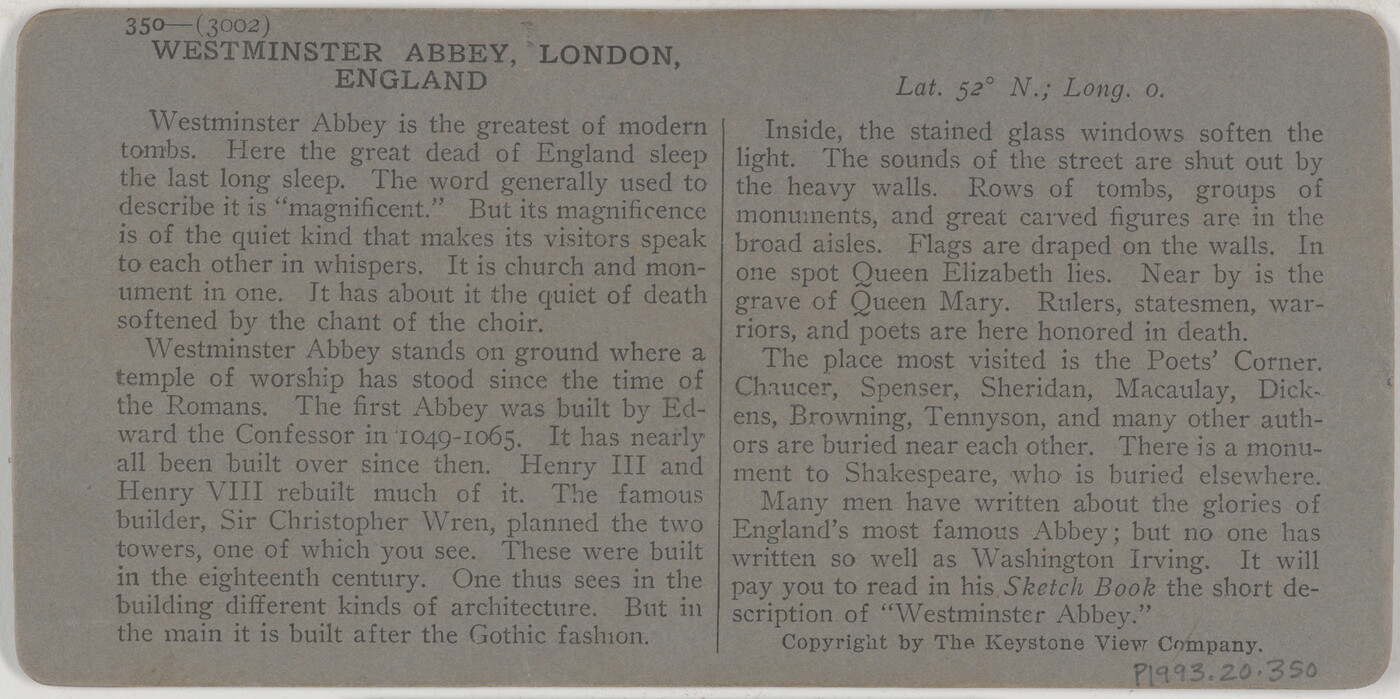 350—(3002)
WESTMINSTER ABBEY, LONDON,
ENGLAND
Westminster Abbey is the greatest of modern
tombs. Here the great dead of England sleep
the last long sleep. The word generally used to
describe it is “magnificent.” But its magnificence
is of the quiet kind that makes its visitors speak
to each other in whispers. It is church and mon-
ument in one. It has about it the quiet of death
softened by the chant of the choir.
Westminster Abbey stands on ground where a
temple of worship has stood since the time of
the Romans. The first Abbey was built by Ed-
ward the Confessor in 1049-1065. It has nearly
all been built over since then. Henry III and
Henry VIII rebuilt much of it. The famous
builder, Sir Christopher Wren, planned the two
towers, one of which you see. These were built
in the eighteenth century. One thus sees in the
building different kinds of architecture. But in
the main it is built after the Gothic fashion.
Lat. 52° N.; Long. 0.
Inside, the stained glass windows soften the
light. The sounds of the street are shut out by
the heavy walls. Rows of tombs, groups of
monuments, and great carved figures are in the
broad aisles. Flags are draped on the walls. In
one spot Queen Elizabeth lies. Near by is the
grave of Queen Mary. Rulers, statesmen, war-
riors, and poets are here honored in death.
The place most visited is the Poets’ Corner.
Chaucer, Spenser, Sheridan, Macaulay, Dick-
ens, Browning, Tennyson, and many other auth-
ors are buried near each other. There is a monu-
ment to Shakespeare, who is buried elsewhere.
Many men have written about the glories of
England’s most famous Abbey; but no one has
written so well as Washington Irving. It will
pay you to read in his Sketch Book the short de-
scription of “Westminster Abbey.”
Copyright by The Keystone View Company.
P1993.20.350